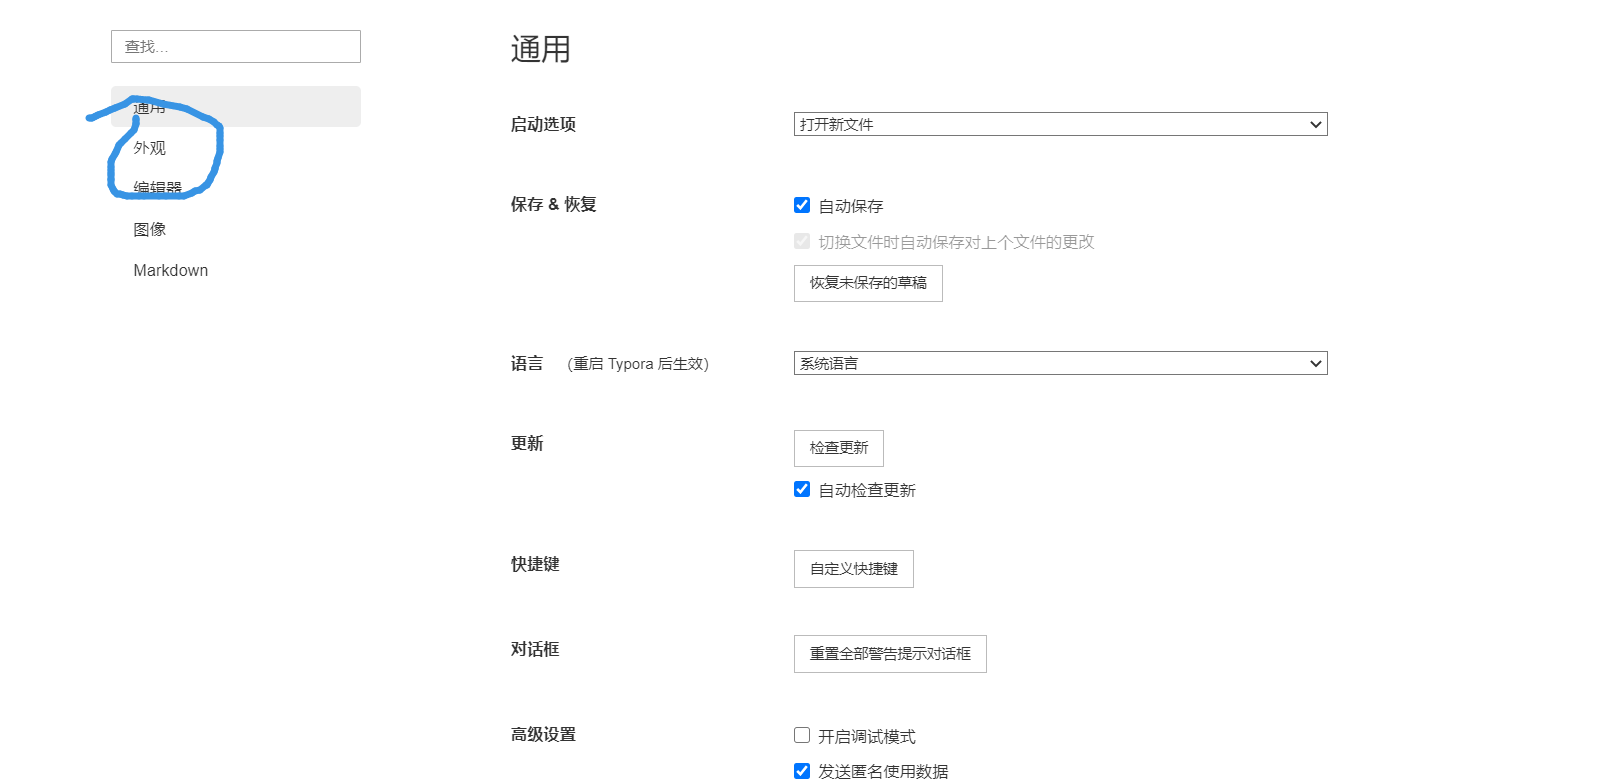 查找...
通用
外观
编辑器
图像
Markdown
通用
启动选项
打开新文件
保存 & 恢复
自动保存
切换文件时自动保存对上个文件的更改
恢复未保存的草稿
语言 (重启 Typora 后生效)
系统语言
更新
检查更新
自动检查更新
快捷键
自定义快捷键
对话框
重置全部警告提示对话框
高级设置
开启调试模式
发送匿名使用数据